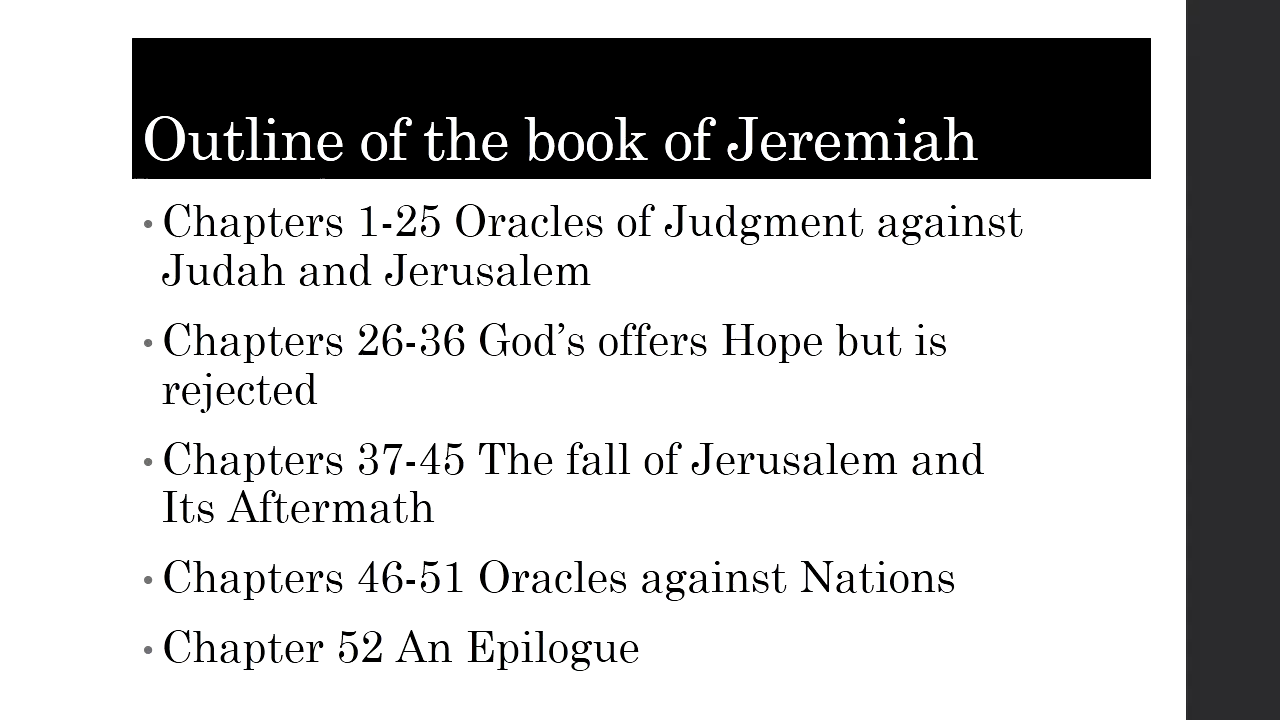 Outline of the book of Jeremiah
• Chapters 1-25 Oracles of Judgment against
Judah and Jerusalem
• Chapters 26-36 God’s offers Hope but is
rejected
• Chapters 37-45 The fall of Jerusalem and
Its Aftermath
• Chapters 46-51 Oracles against Nations
• Chapter 52 An Epilogue